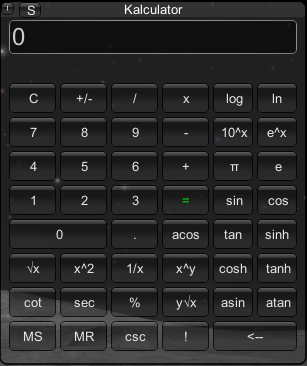 ! S Kalculator
0
C +/- / x log ln
7 8 9 - 10^x e^x
4 5 6 + π e
1 2 3 = sin cos
0 . acos tan sinh
√x x^2 1/x x^y cosh tanh
cot sec % y√x asin atan
MS MR csc ! <--